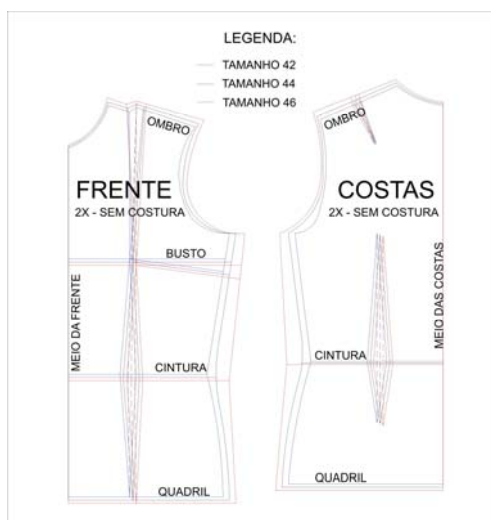 LEGENDA:
TAMANHO 42
TAMANHO 44
TAMANHO 46
OMBRO
FRENTE
2X - SEM COSTURA
BUSTO
MEIO DA FRENTE
CINTURA
QUADRIL
OMBRO
COSTAS
2X - SEM COSTURA
MEIO DAS COSTAS
CINTURA
QUADRIL